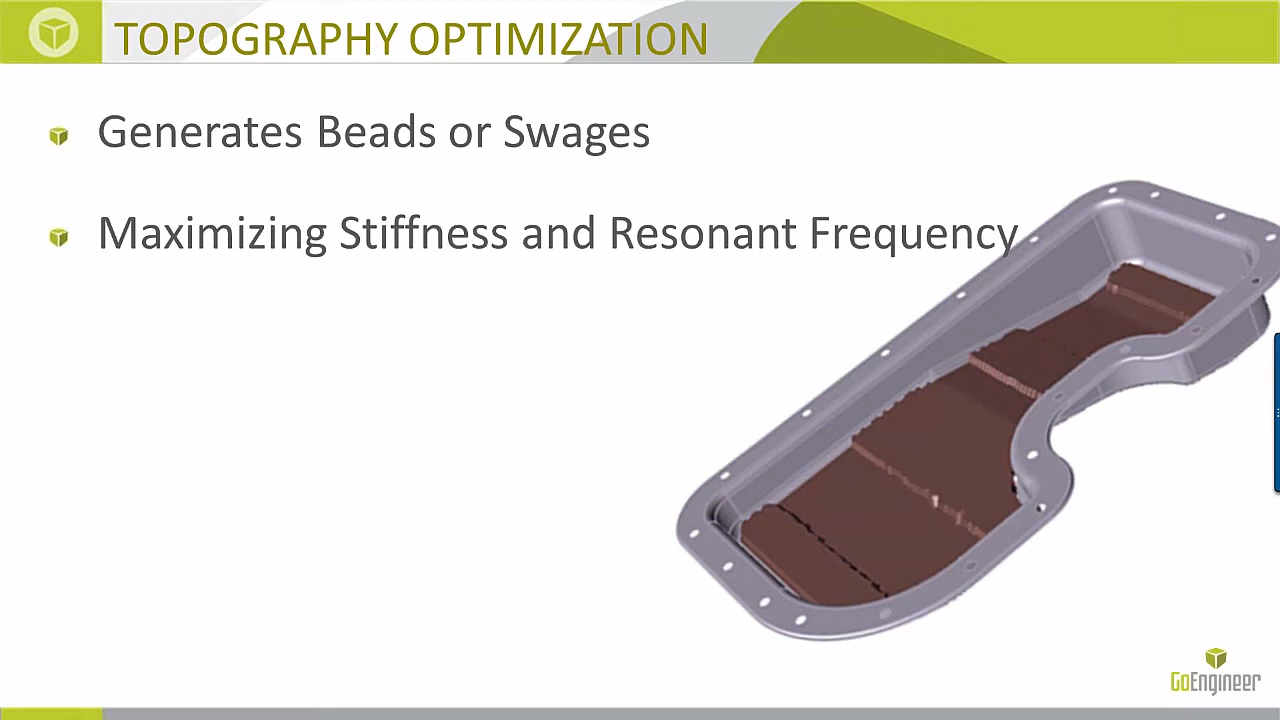 TOPOGRAPHY OPTIMIZATION
Generates Beads or Swages
Maximizing Stiffness and Resonant Frequency
GoEngineer